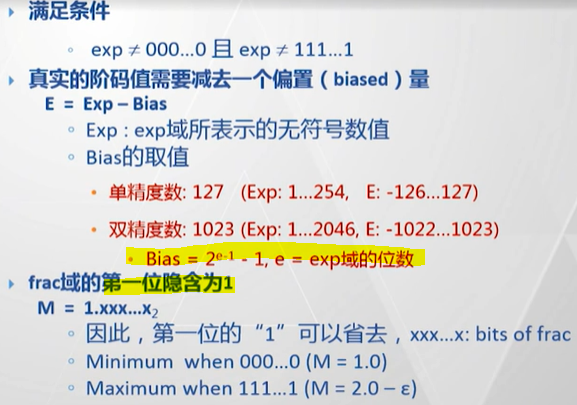 满足条件
exp ≠ 000…0 且 exp ≠ 111…1
真实的阶码值需要减去一个偏置（biased）量
E = Exp – Bias
Exp : exp域所表示的无符号数值
Bias的取值
单精度数: 127 (Exp: 1…254, E: -126…127)
双精度数: 1023 (Exp: 1…2046, E: -1022…1023)
Bias = 2ᵉ⁻¹ - 1, e = exp域的位数
frac域的第一位隐含为1
M = 1.xxx…x₂
因此，第一位的“1”可以省去，xxx…x: bits of frac
Minimum when 000…0 (M = 1.0)
Maximum when 111…1 (M = 2.0 – ε)